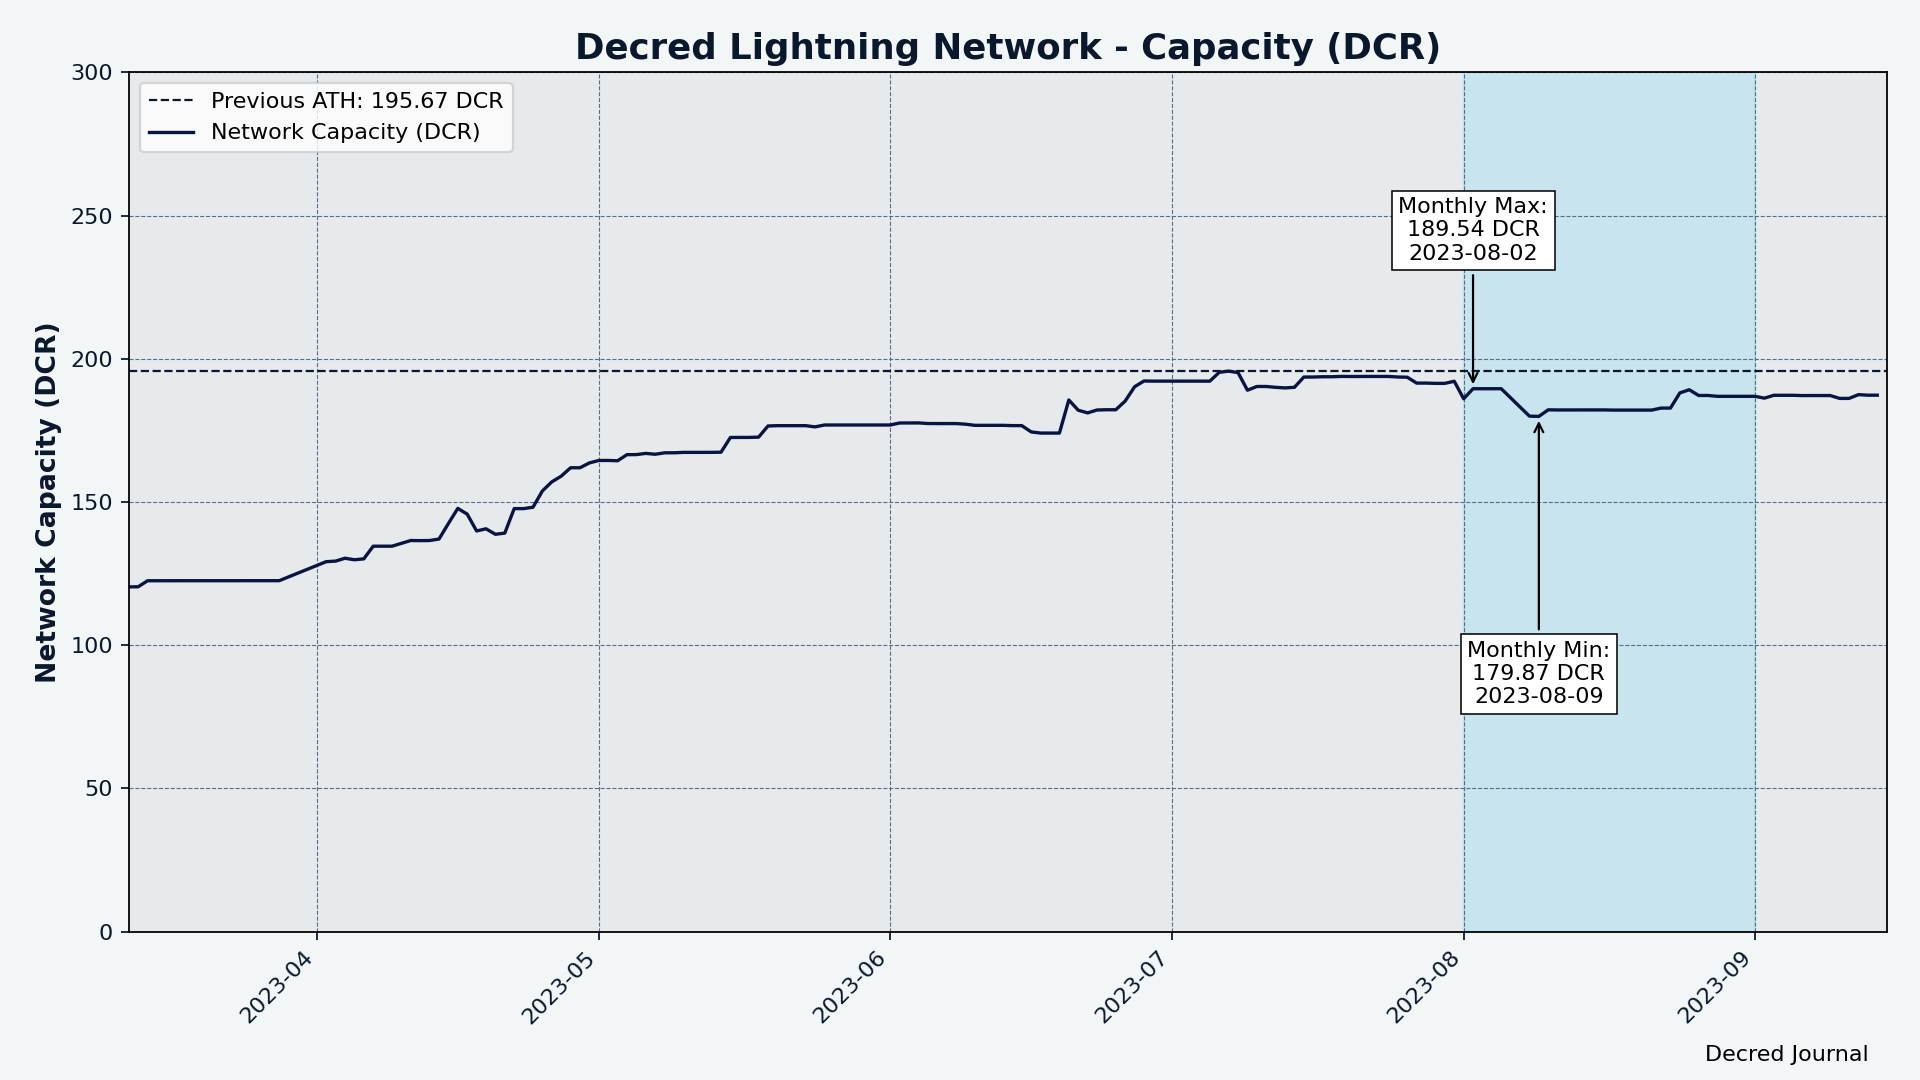 Decred Lightning Network - Capacity (DCR)
Previous ATH: 195.67 DCR
Network Capacity (DCR)
Network Capacity (DCR)
300
250
200
150
100
50
0
Monthly Max:
189.54 DCR
2023-08-02
Monthly Min:
179.87 DCR
2023-08-09
2023-04
2023-05
2023-06
2023-07
2023-08
2023-09
Decred Journal